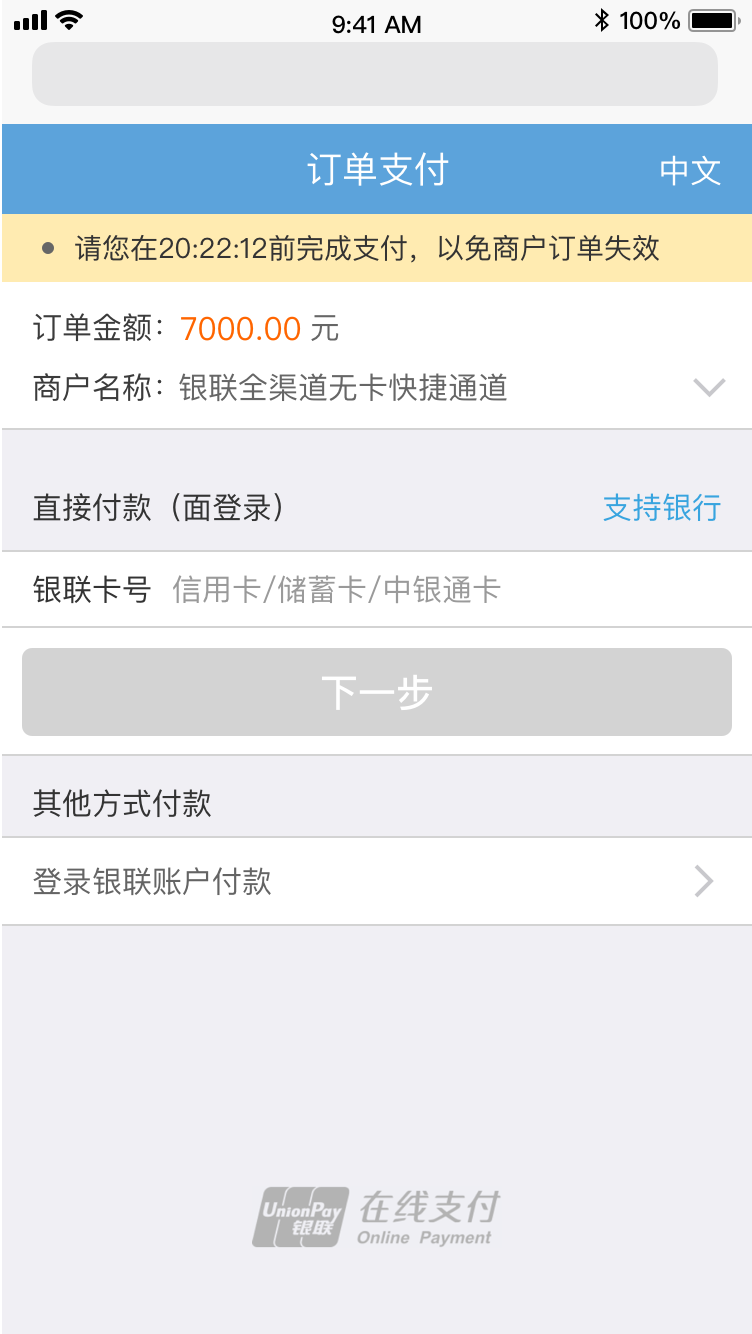 9:41 AM
100%
订单支付
中文
请您在20:22:12前完成支付，以免商户订单失效
订单金额：7000.00 元
商户名称：银联全渠道无卡快捷通道
直接付款（面登录）
支持银行
银联卡号 信用卡/储蓄卡/中银通卡
下一步
其他方式付款
登录银联账户付款
UnionPay
银联
在线支付
Online Payment